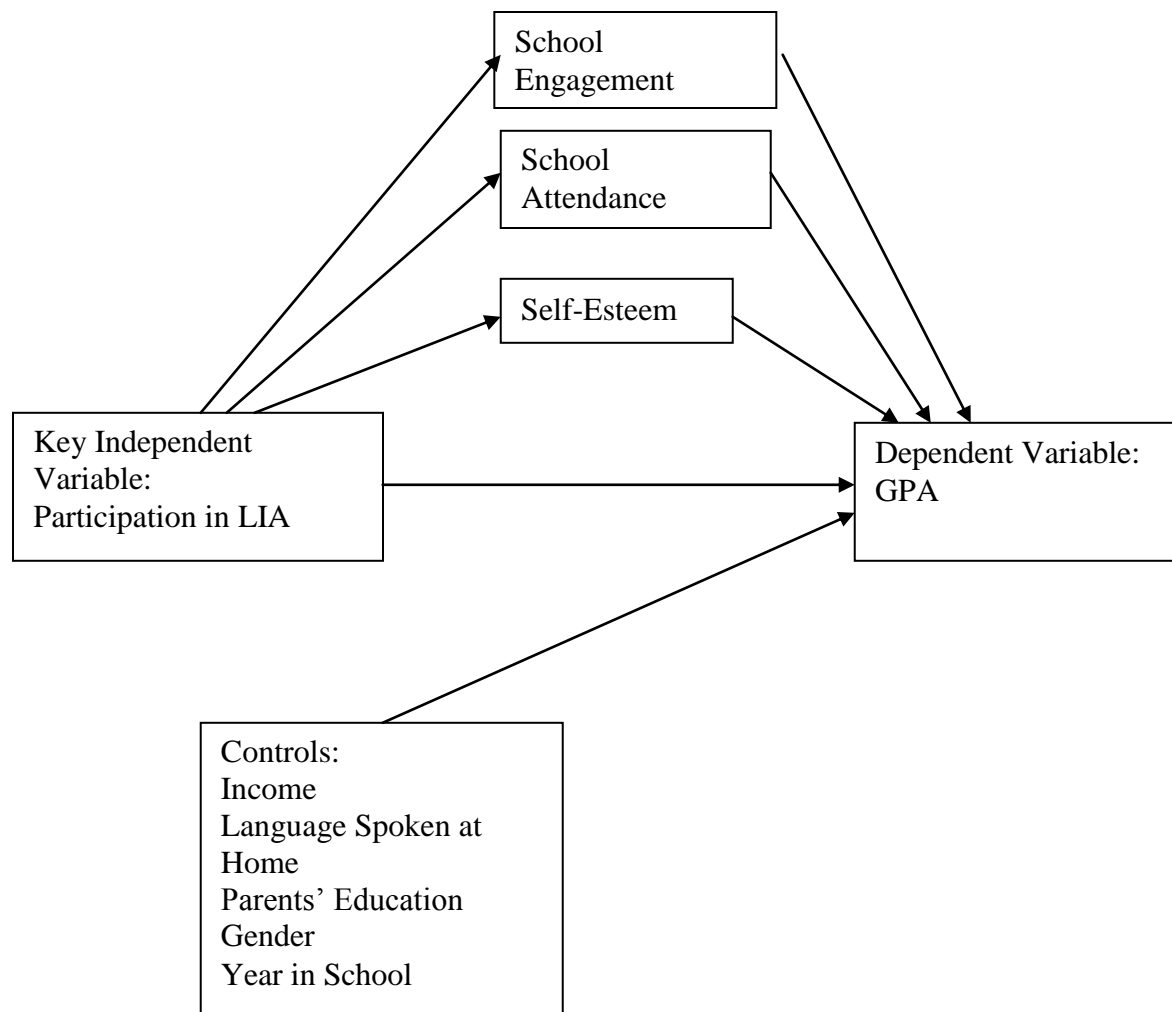 School
Engagement
School
Attendance
Self-Esteem
Key Independent
Variable:
Participation in LIA
Dependent Variable:
GPA
Controls:
Income
Language Spoken at
Home
Parents’ Education
Gender
Year in School